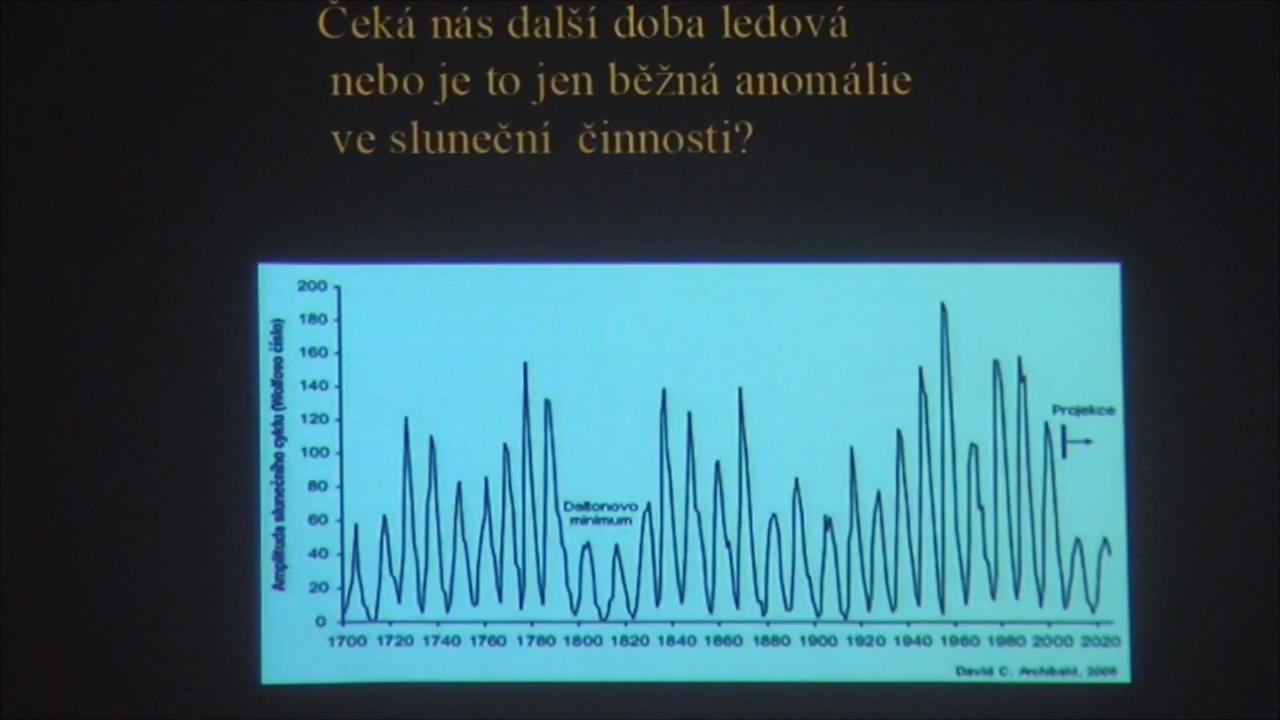 Čeká nás další doba ledová
nebo je to jen běžná anomálie
ve sluneční činnosti?
Amplituda slunečního cyklu (Wolfovo číslo)
200
180
160
140
120
100
80
60
40
20
0
Daltonovo
minimum
Projekce
1700 1720 1740 1760 1780 1800 1820 1840 1860 1880 1900 1920 1940 1960 1980 2000 2020
David C. Archibald,